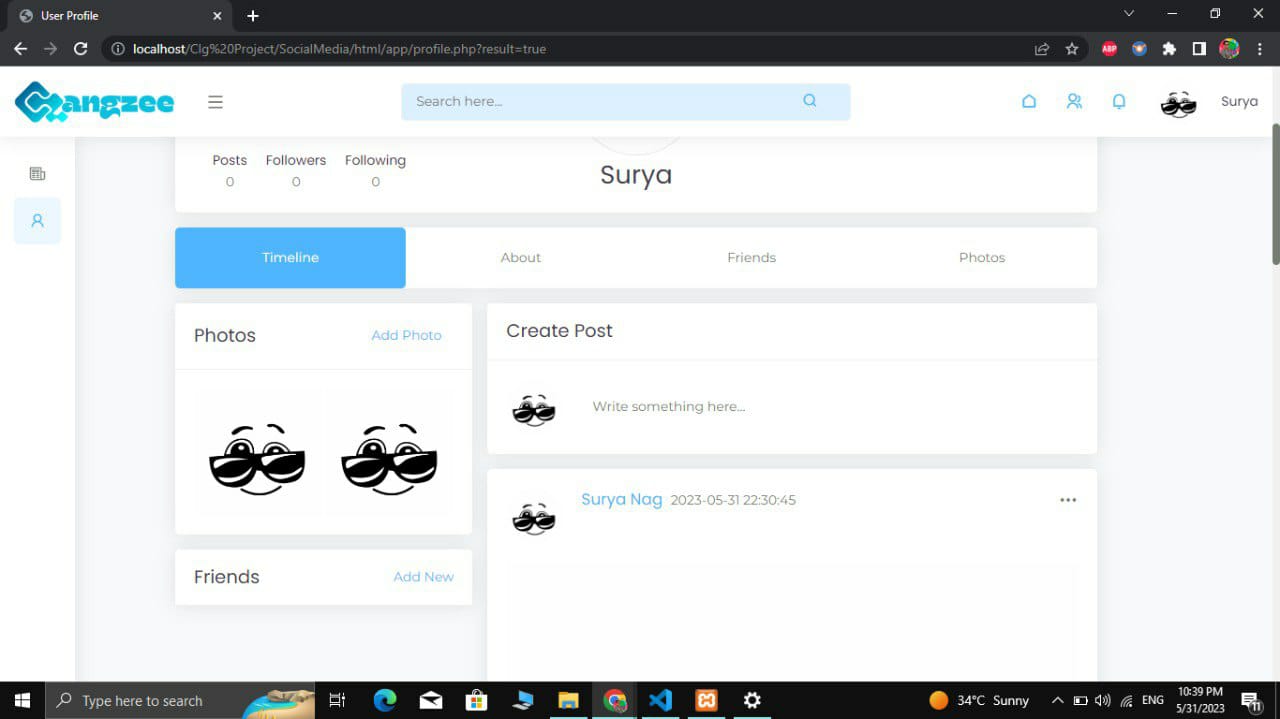 User Profile
localhost/Clg%20Project/SocialMedia/html/app/profile.php?result=true
ABP
angzee
Search here...
Surya
Posts Followers Following
0 0 0
Surya
Timeline About Friends Photos
Photos Add Photo
Create Post
Write something here...
Surya Nag 2023-05-31 22:30:45
Friends Add New
Type here to search
34°C Sunny
ENG
10:39 PM
5/31/2023
11